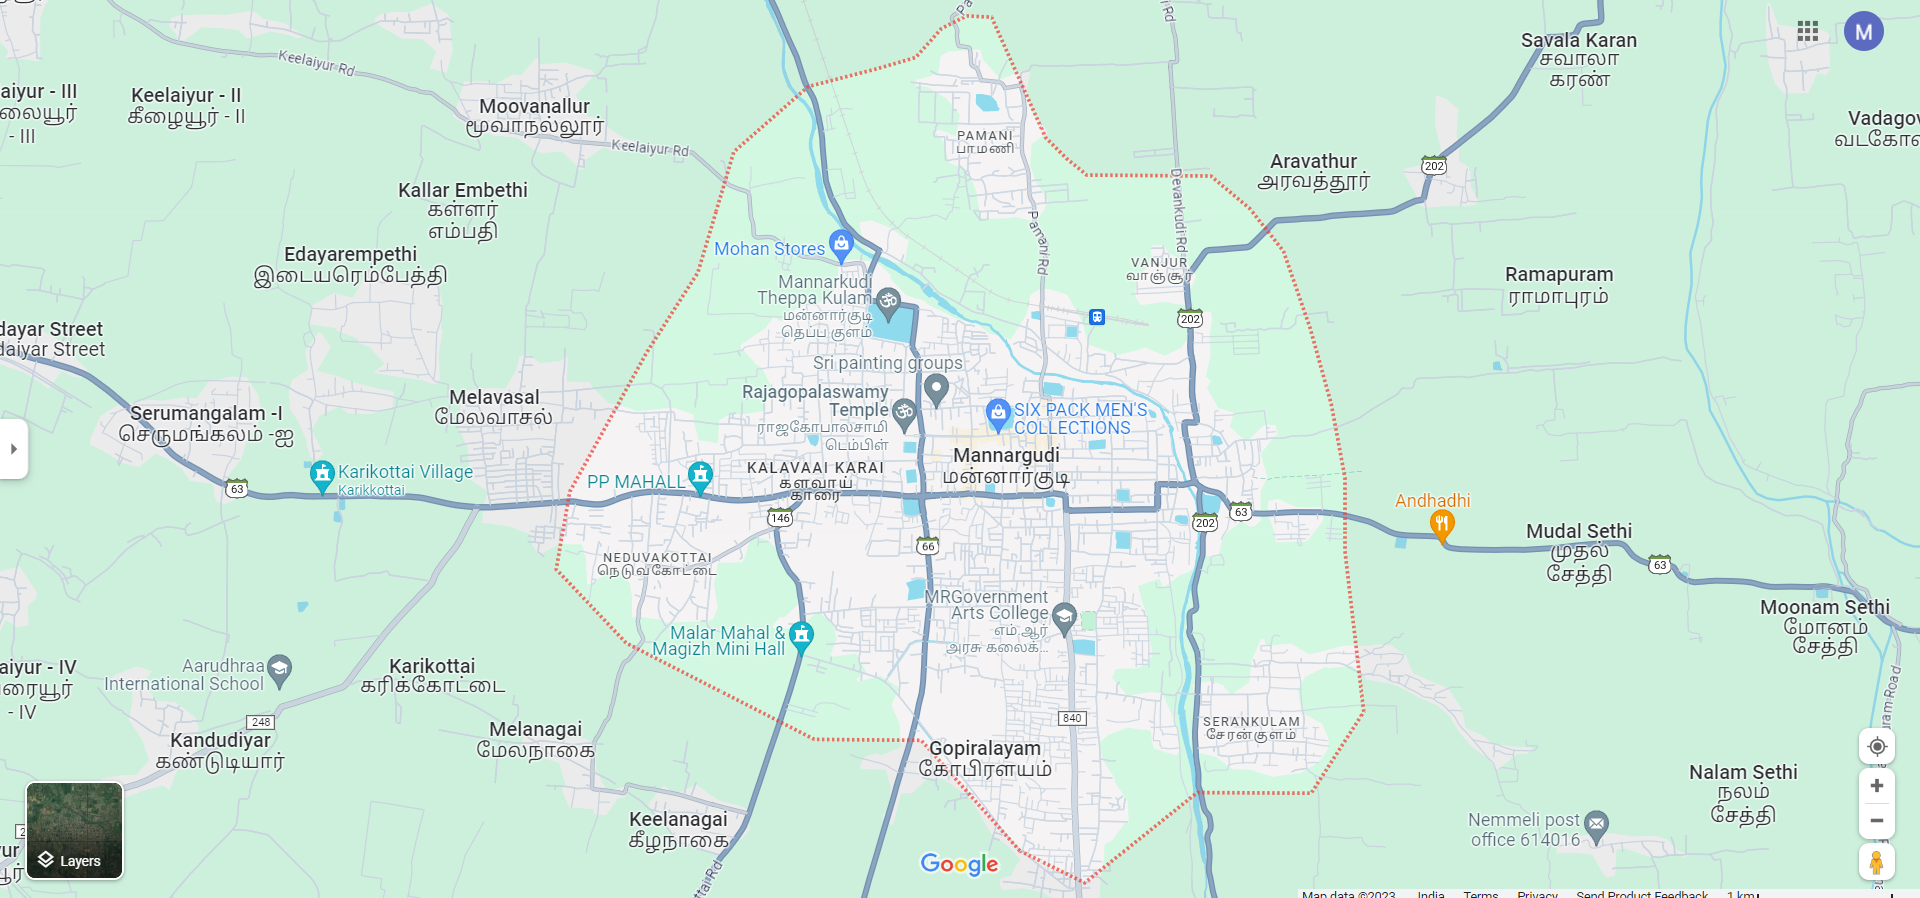 Keelaiyur Rd
Savala Karan
சவாலா
கரண்
M
aiyur - III
லையூர்
- III
Keelaiyur - II
கீழையூர் - II
Moovanallur
மூவாநல்லூர்
Keelaiyur Rd
PAMANI
பாமணி
Aravathur
அரவத்தூர்
202
வடகோ
Kallar Embethi
கள்ளர்
எம்பதி
Devankudi Rd
Pamani Rd
Edayarempethi
இடையரெம்பேத்தி
Mohan Stores
VANJUR
வாஞ்சூர்
Ramapuram
ராமாபுரம்
Mannarkudi
Theppa Kulam
மன்னார்குடி
தெப்ப குளம்
202
dayar Street
daiyar Street
Sri painting groups
Melavasal
மேலவாசல்
Rajagopalaswamy
Temple
ராஜகோபாலசாமி
டெம்பிள்
SIX PACK MEN'S
COLLECTIONS
Serumangalam -I
செருமங்கலம் -ஐ
Mannargudi
மன்னார்குடி
KALAVAAI KARAI
களவாய்
காரை
Karikottai Village
Karikkottai
PP MAHALL
63
146
202
63
Andhadhi
Mudal Sethi
முதல்
சேத்தி
63
66
NEDUVAKOTTAI
நெடுவகோட்டை
MRGovernment
Arts College
எம் ஆர்
அரசு கலைக்...
Moonam Sethi
மோனம்
சேத்தி
Malar Mahal &
Magizh Mini Hall
aiyur - IV
ரையூர்
- IV
Aarudhraa
International School
Karikottai
கரிக்கோட்டை
248
Kandudiyar
கண்டுடியார்
Melanagai
மேலநாகை
840
SERANKULAM
சேரன்குளம்
Gopiralayam
கோபிரளயம்
Nalam Sethi
நலம்
சேத்தி
Keelanagai
கீழநாகை
Nemmeli post
office 614016
Layers
Google
Map data ©2023 India Terms Privacy Send Product Feedback 1 km